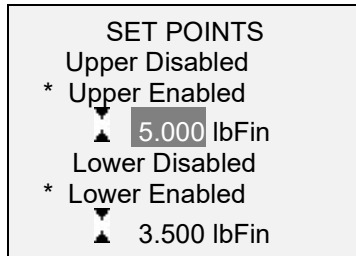 SET POINTS
Upper Disabled
* Upper Enabled
5.000 lbFin
Lower Disabled
* Lower Enabled
3.500 lbFin